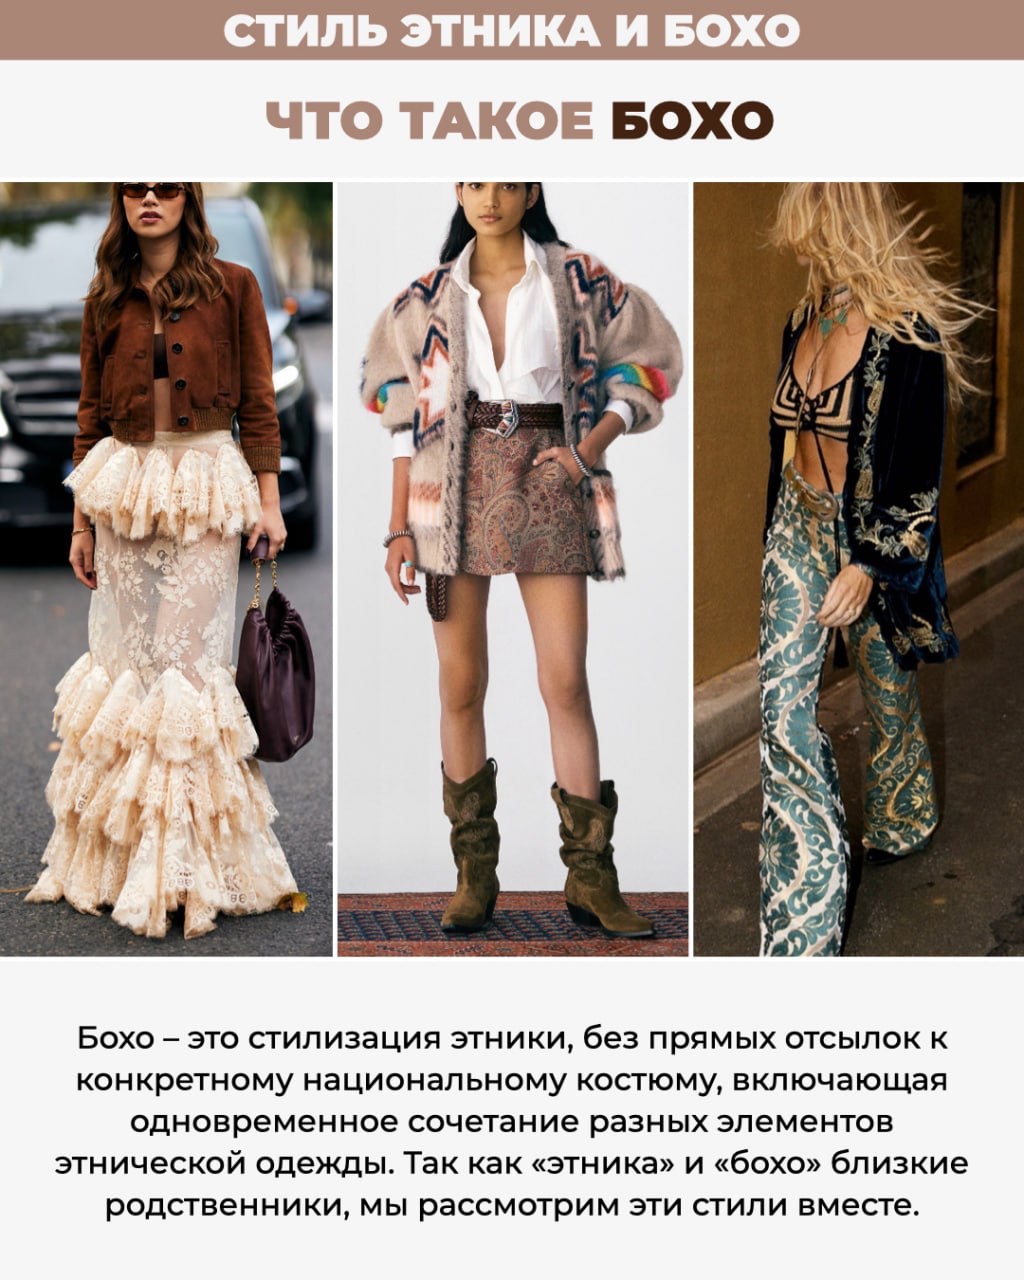 СТИЛЬ ЭТНИКА И БОХО
ЧТО ТАКОЕ БОХО
Бохо – это стилизация этники, без прямых отсылок к
конкретному национальному костюму, включающая
одновременное сочетание разных элементов
этнической одежды. Так как «этника» и «бохо» близкие
родственники, мы рассмотрим эти стили вместе.